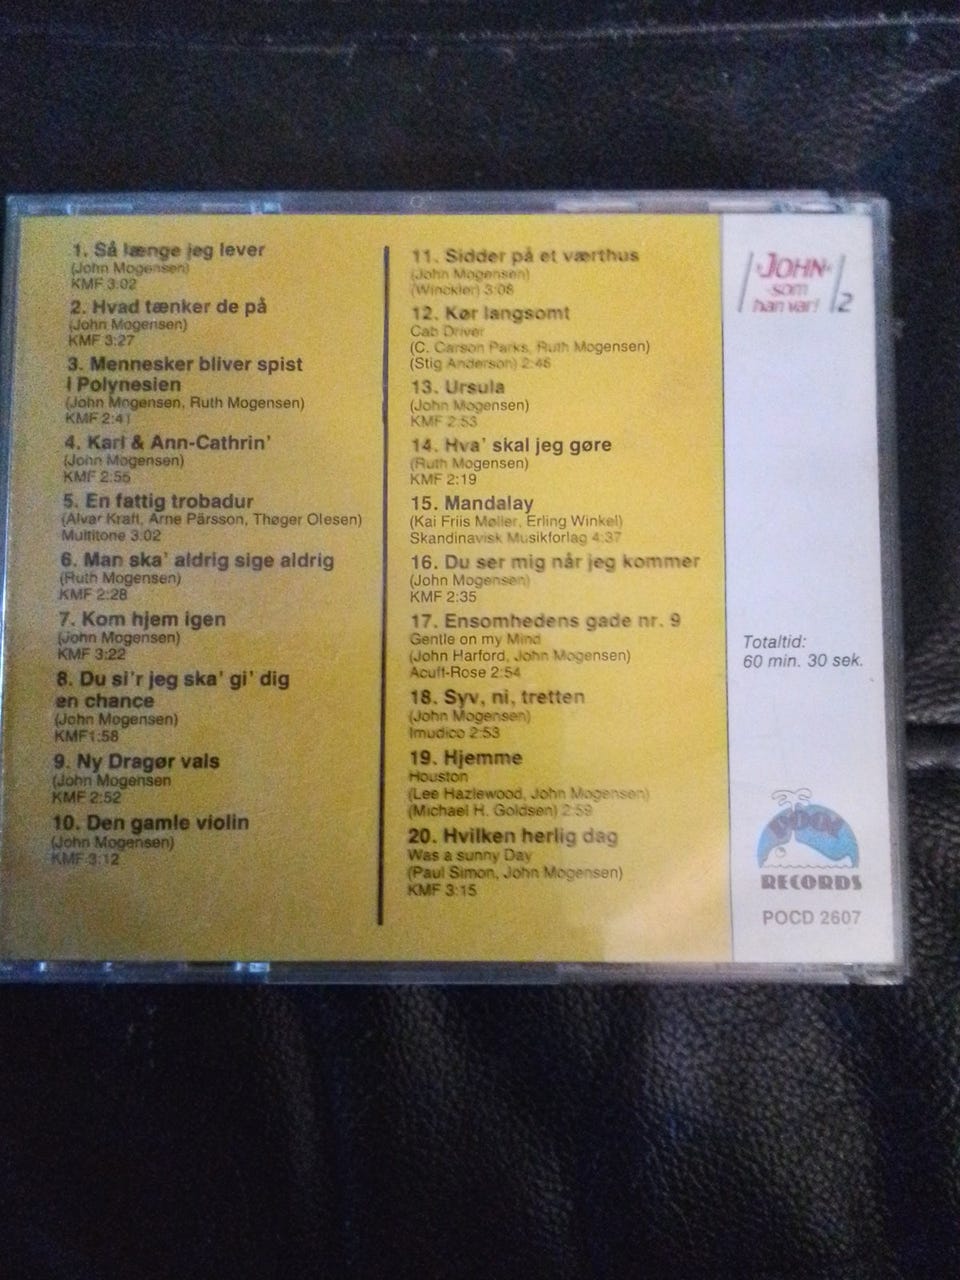 1. Så længe jeg lever
(John Mogensen)
KMF 3:02
2. Hvad tænker de på
(John Mogensen)
KMF 3:27
3. Mennesker bliver spist
i Polynesien
(John Mogensen, Ruth Mogensen)
KMF 2:41
4. Karl & Ann-Cathrin'
(John Mogensen)
KMF 2:55
5. En fattig trobadur
(Alvar Kraft, Arne Pärsson, Thøger Olesen)
Multitone 3:02
6. Man ska' aldrig sige aldrig
(Ruth Mogensen)
KMF 2:28
7. Kom hjem igen
(John Mogensen)
KMF 3:22
8. Du si'r jeg ska' gi' dig
en chance
(John Mogensen)
KMF1:58
9. Ny Dragør vals
(John Mogensen
KMF 2:52
10. Den gamle violin
(John Mogensen)
KMF 3:12
11. Sidder på et værthus
(John Mogensen)
(Winckler) 3:08
12. Kør langsomt
Cab Driver
(C. Carson Parks, Ruth Mogensen)
(Stig Anderson) 2:46
13. Ursula
(John Mogensen)
KMF 2:53
14. Hva' skal jeg gøre
(Ruth Mogensen)
KMF 2:19
15. Mandalay
(Kai Friis Møller, Erling Winkel)
Skandinavisk Musikforlag 4:37
16. Du ser mig når jeg kommer
(John Mogensen)
KMF 2:35
17. Ensomhedens gade nr. 9
Gentle on my Mind
(John Harford, John Mogensen)
Acuff-Rose 2:54
18. Syv, ni, tretten
(John Mogensen)
Imudico 2:53
19. Hjemme
Houston
(Lee Hazlewood, John Mogensen)
(Michael H. Goldsen) 2:59
20. Hvilken herlig dag
Was a sunny Day
(Paul Simon, John Mogensen)
KMF 3:15
JOHN
som
han var! 2
Totaltid:
60 min. 30 sek.
Pool
RECORDS
POCD 2607